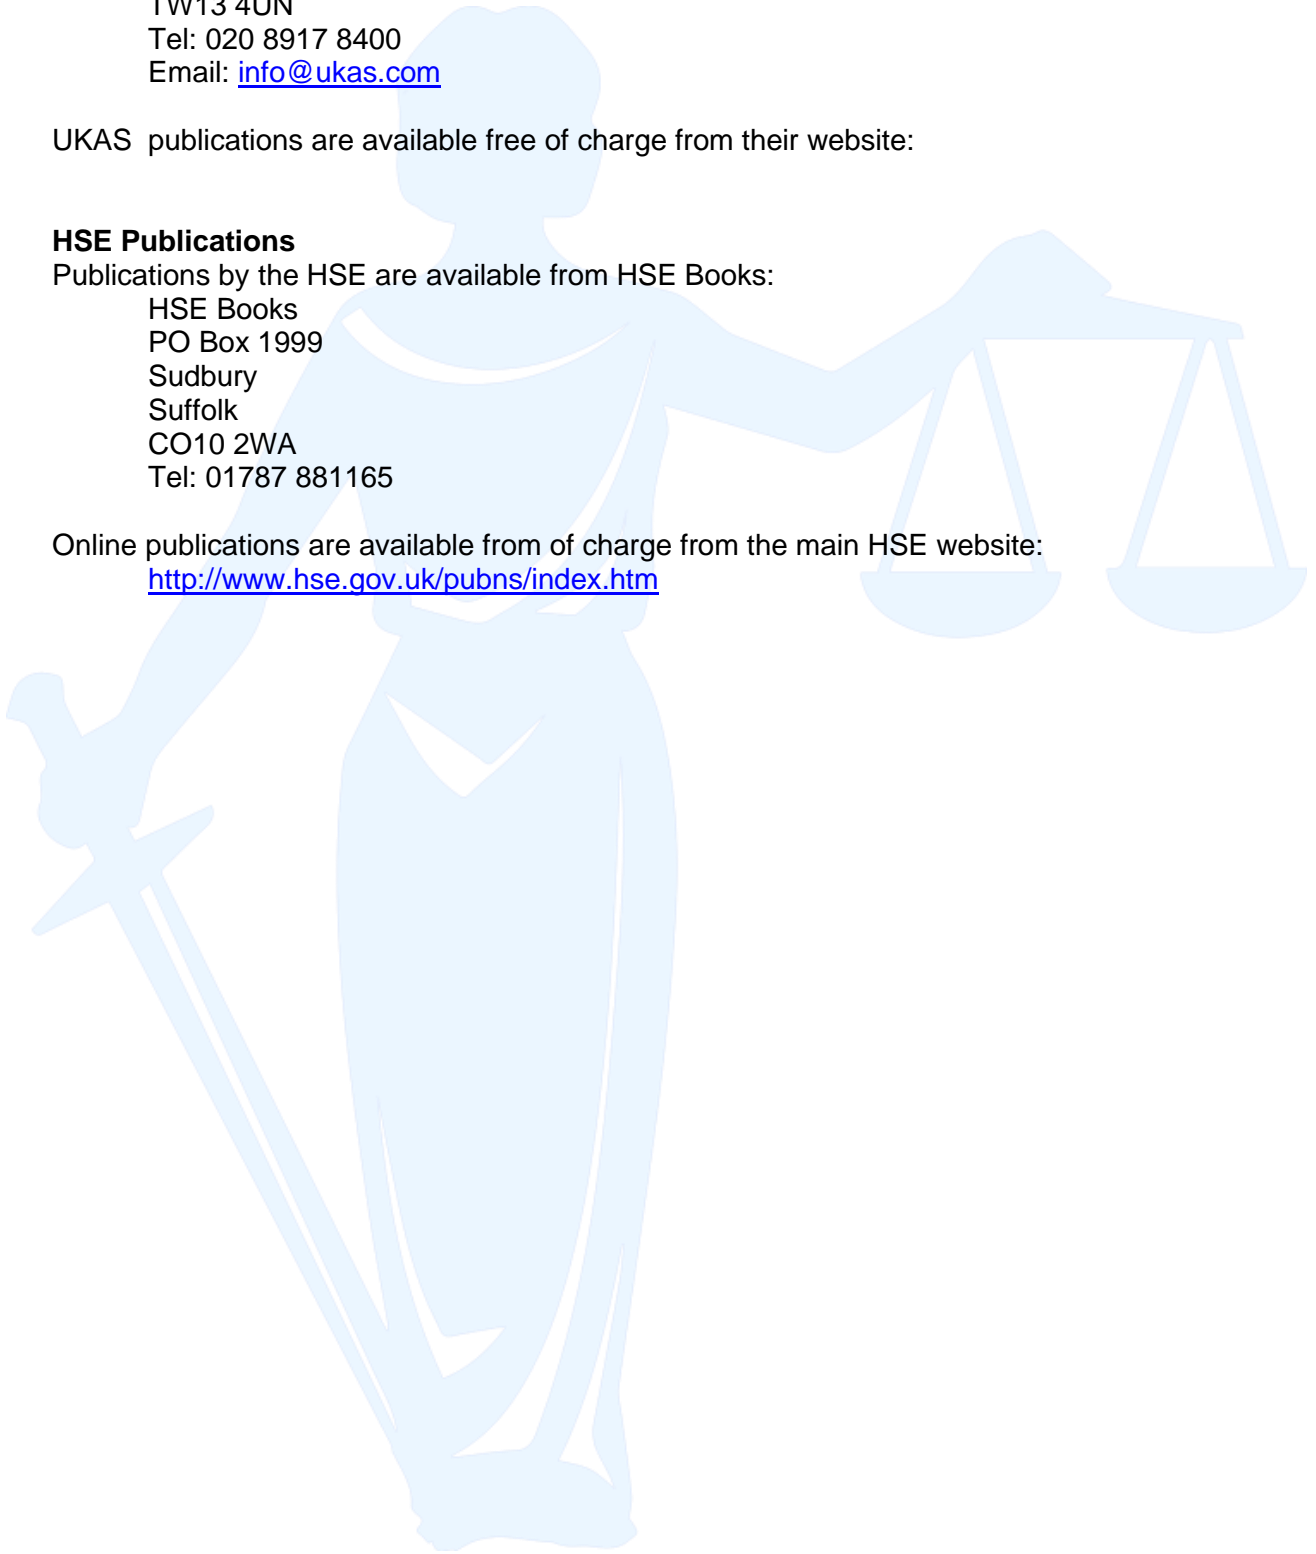 TW13 4UN
Tel: 020 8917 8400
Email: info@ukas.com
UKAS  publications are available free of charge from their website:
HSE Publications
Publications by the HSE are available from HSE Books:
HSE Books
PO Box 1999
Sudbury
Suffolk
CO10 2WA
Tel: 01787 881165
Online publications are available from of charge from the main HSE website:
http://www.hse.gov.uk/pubns/index.htm